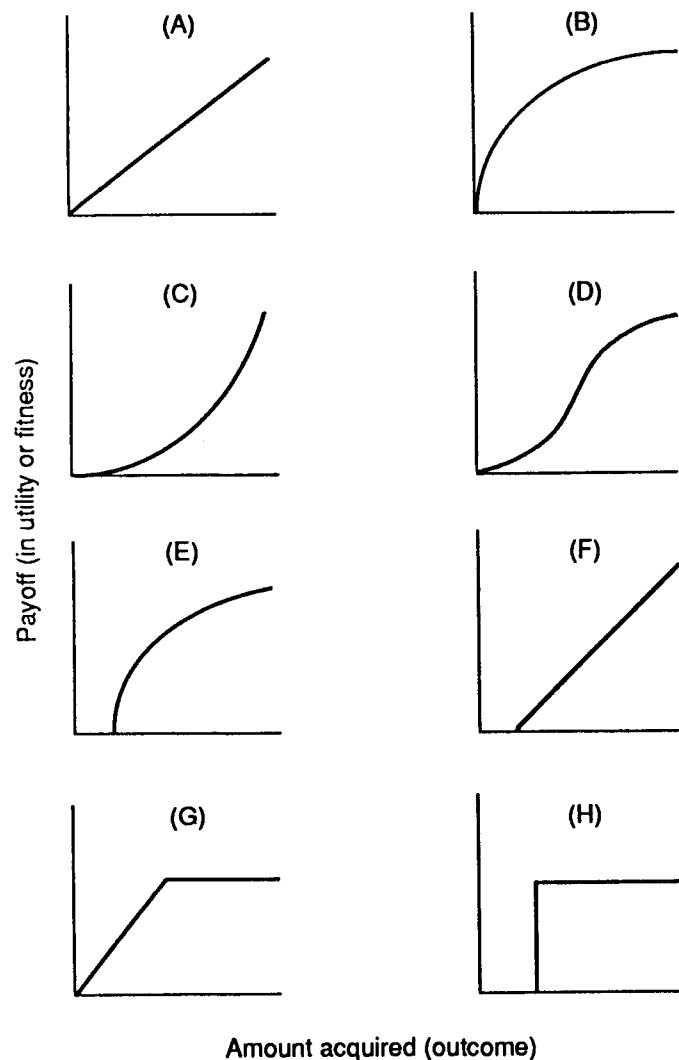 (A)
(B)
(C)
(D)
Payoff (in utility or fitness)
(E)
(F)
(G)
(H)
Amount acquired (outcome)